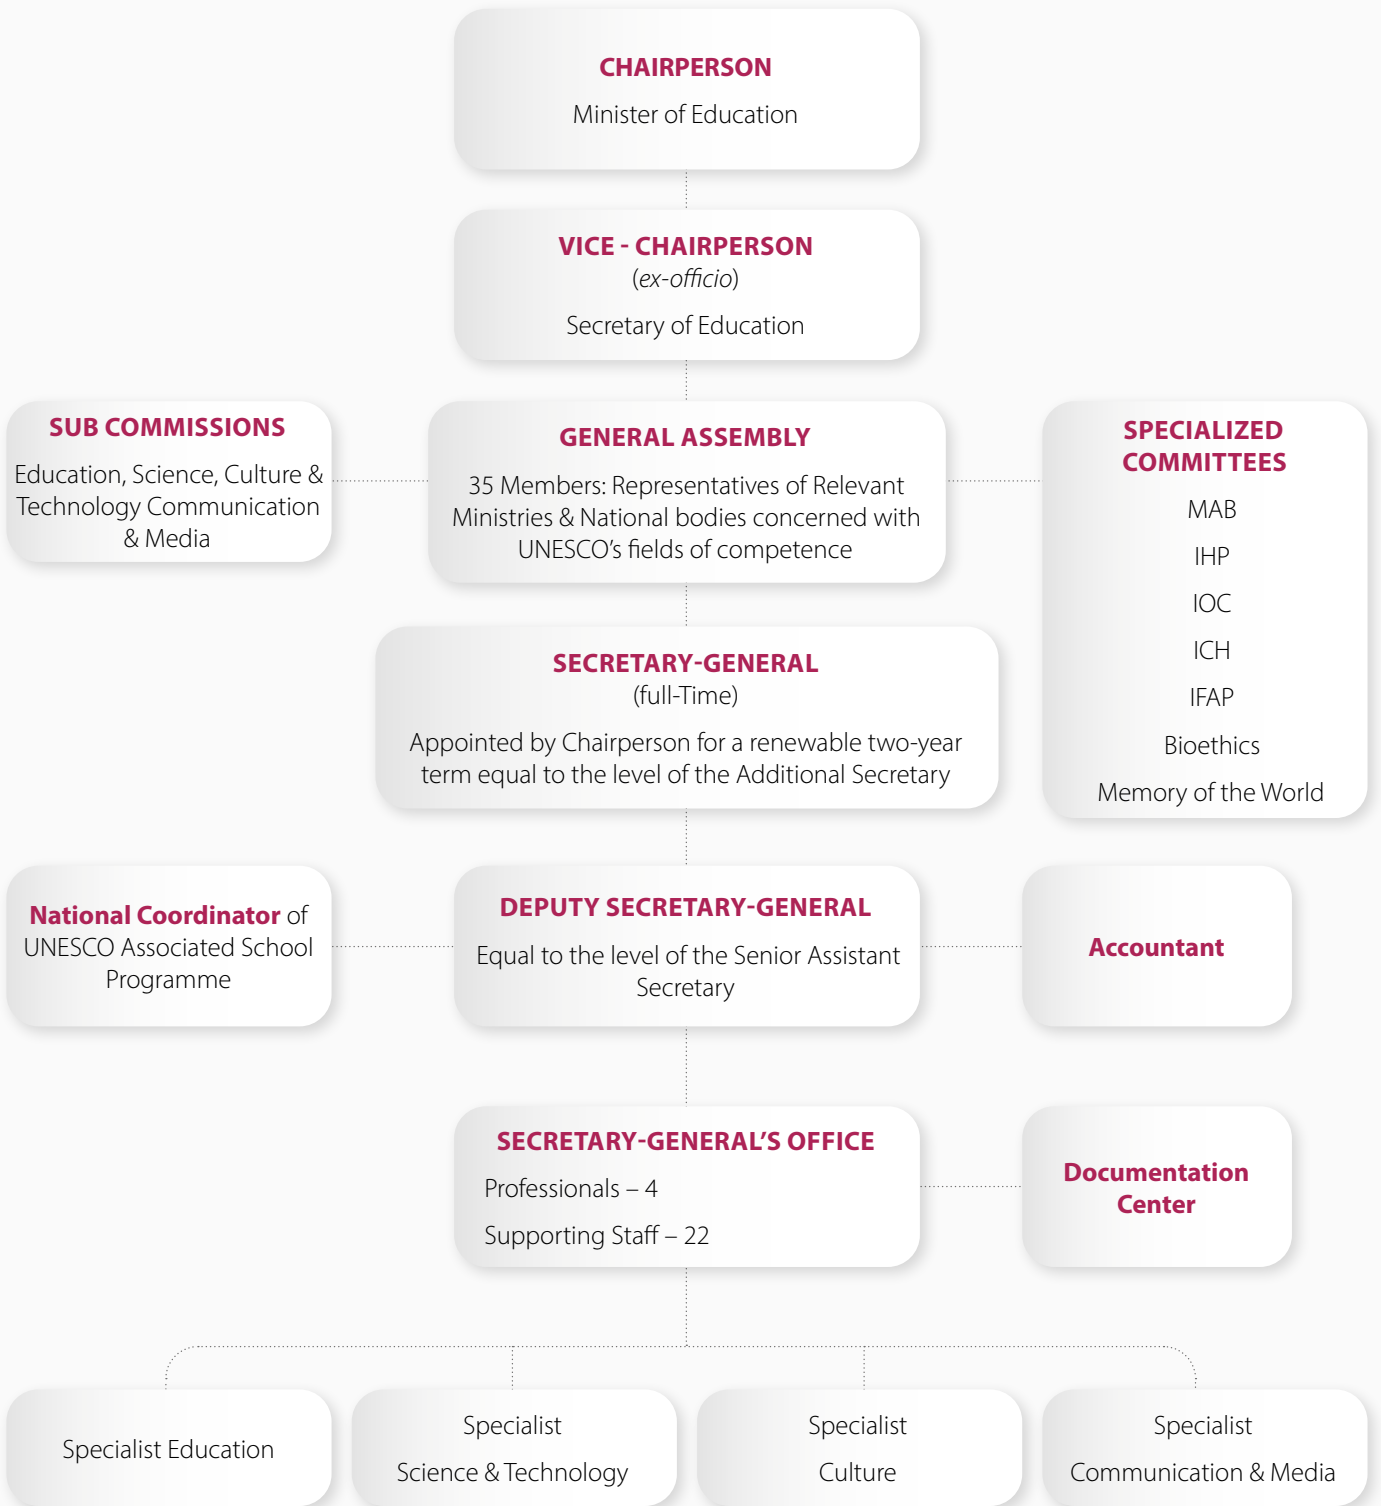 CHAIRPERSON
Minister of Education
VICE - CHAIRPERSON
(ex-officio)
Secretary of Education
SUB COMMISSIONS
Education, Science, Culture &
Technology Communication
& Media
GENERAL ASSEMBLY
35 Members: Representatives of Relevant
Ministries & National bodies concerned with
UNESCO’s fields of competence
SPECIALIZED
COMMITTEES
MAB
IHP
IOC
ICH
IFAP
Bioethics
Memory of the World
SECRETARY-GENERAL
(full-Time)
Appointed by Chairperson for a renewable two-year
term equal to the level of the Additional Secretary
National Coordinator of
UNESCO Associated School
Programme
DEPUTY SECRETARY-GENERAL
Equal to the level of the Senior Assistant
Secretary
Accountant
SECRETARY-GENERAL’S OFFICE
Professionals – 4
Supporting Staff – 22
Documentation
Center
Specialist Education
Specialist
Science & Technology
Specialist
Culture
Specialist
Communication & Media